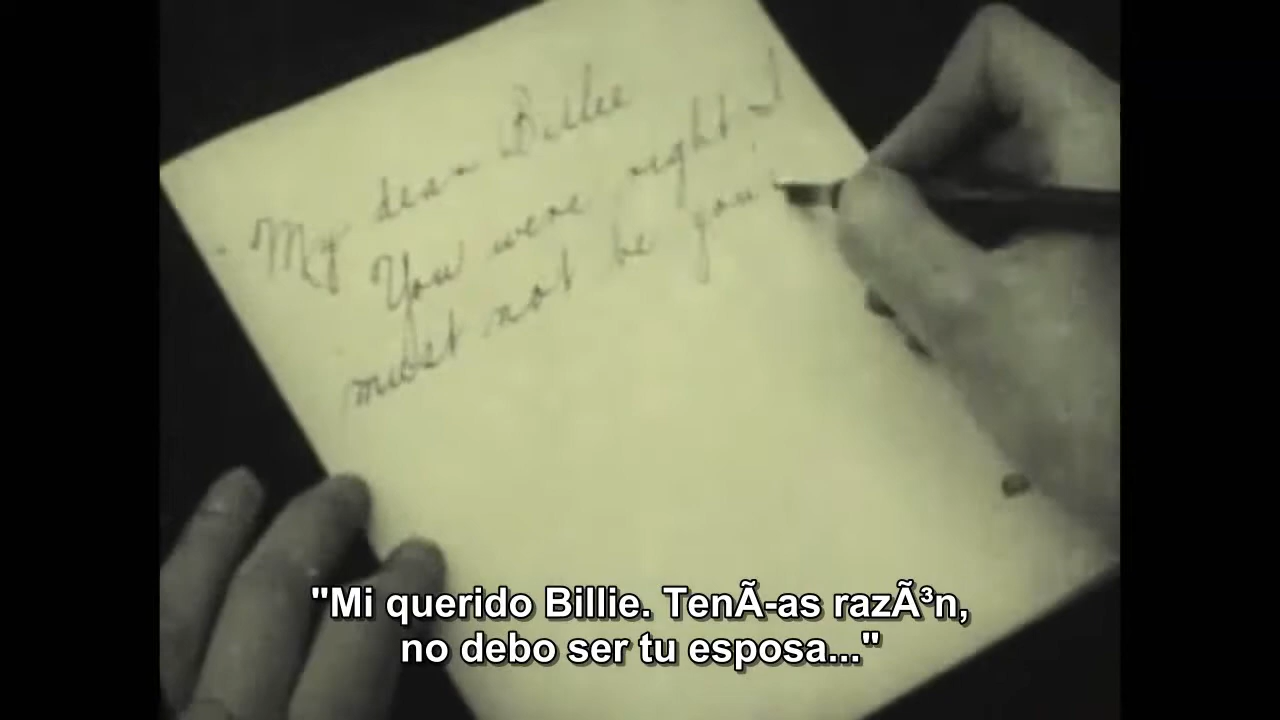 My dear Billie
You were right I
must not be you
"Mi querido Billie. TenÃ-as razÃ³n,
no debo ser tu esposa..."